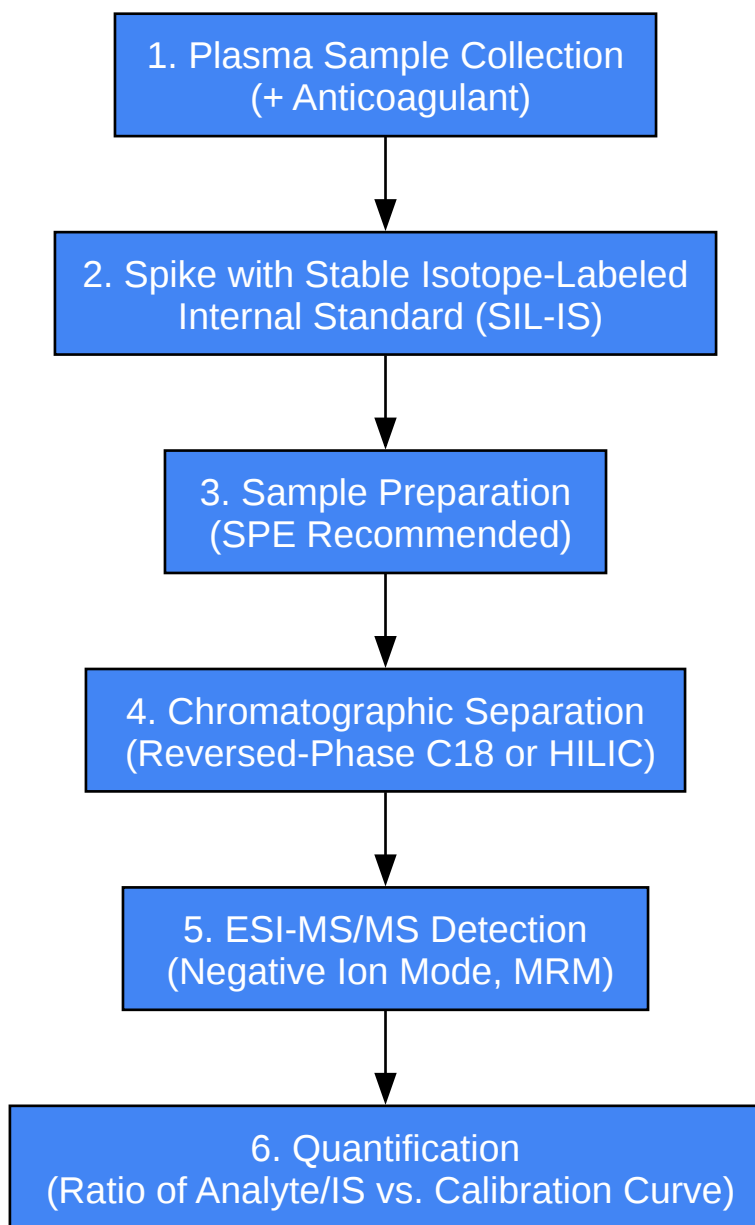 1. Plasma Sample Collection
(+ Anticoagulant)
2. Spike with Stable Isotope-Labeled
Internal Standard (SIL-IS)
3. Sample Preparation
(SPE Recommended)
4. Chromatographic Separation
(Reversed-Phase C18 or HILIC)
5. ESI-MS/MS Detection
(Negative Ion Mode, MRM)
6. Quantification
(Ratio of Analyte/IS vs. Calibration Curve)